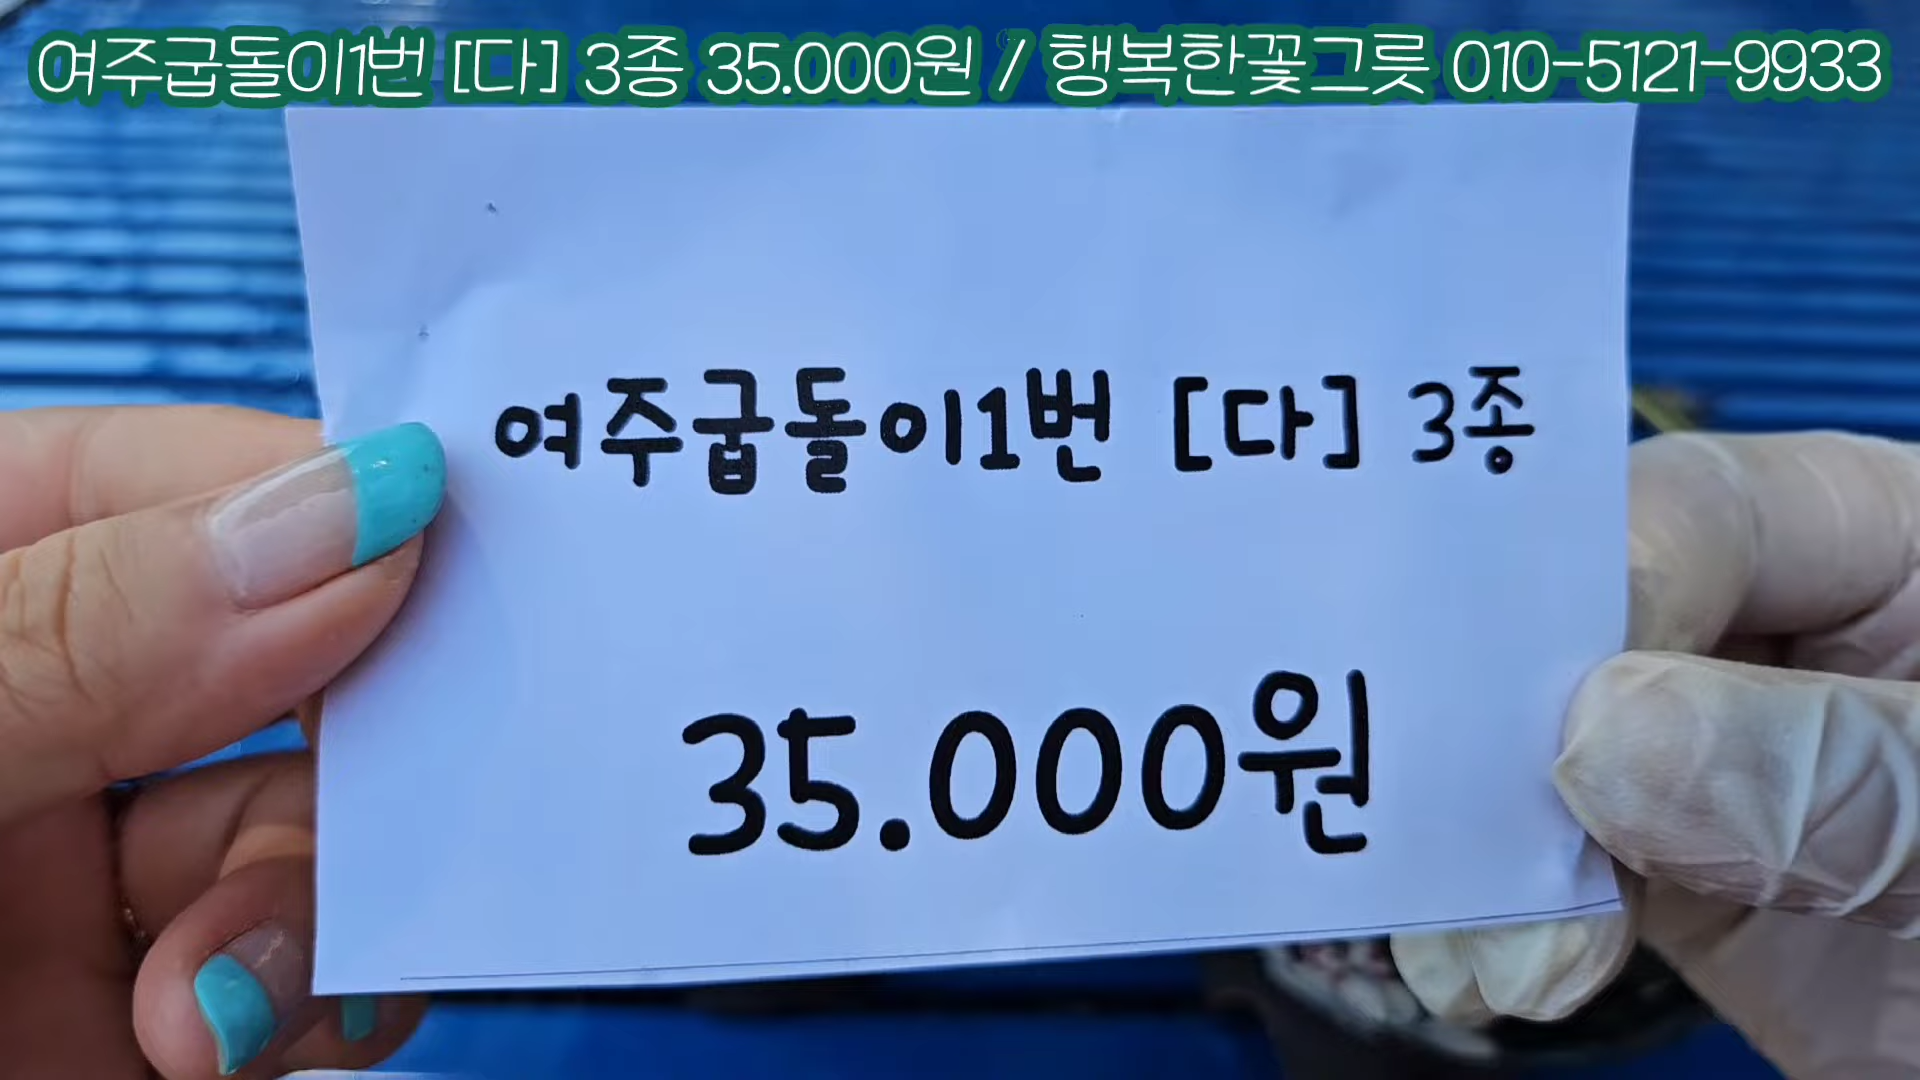 여주굽돌이1번 [다] 3종 35.000원 / 행복한꽃그릇 010-5121-9933
여주굽돌이1번 [다] 3종
35.000원